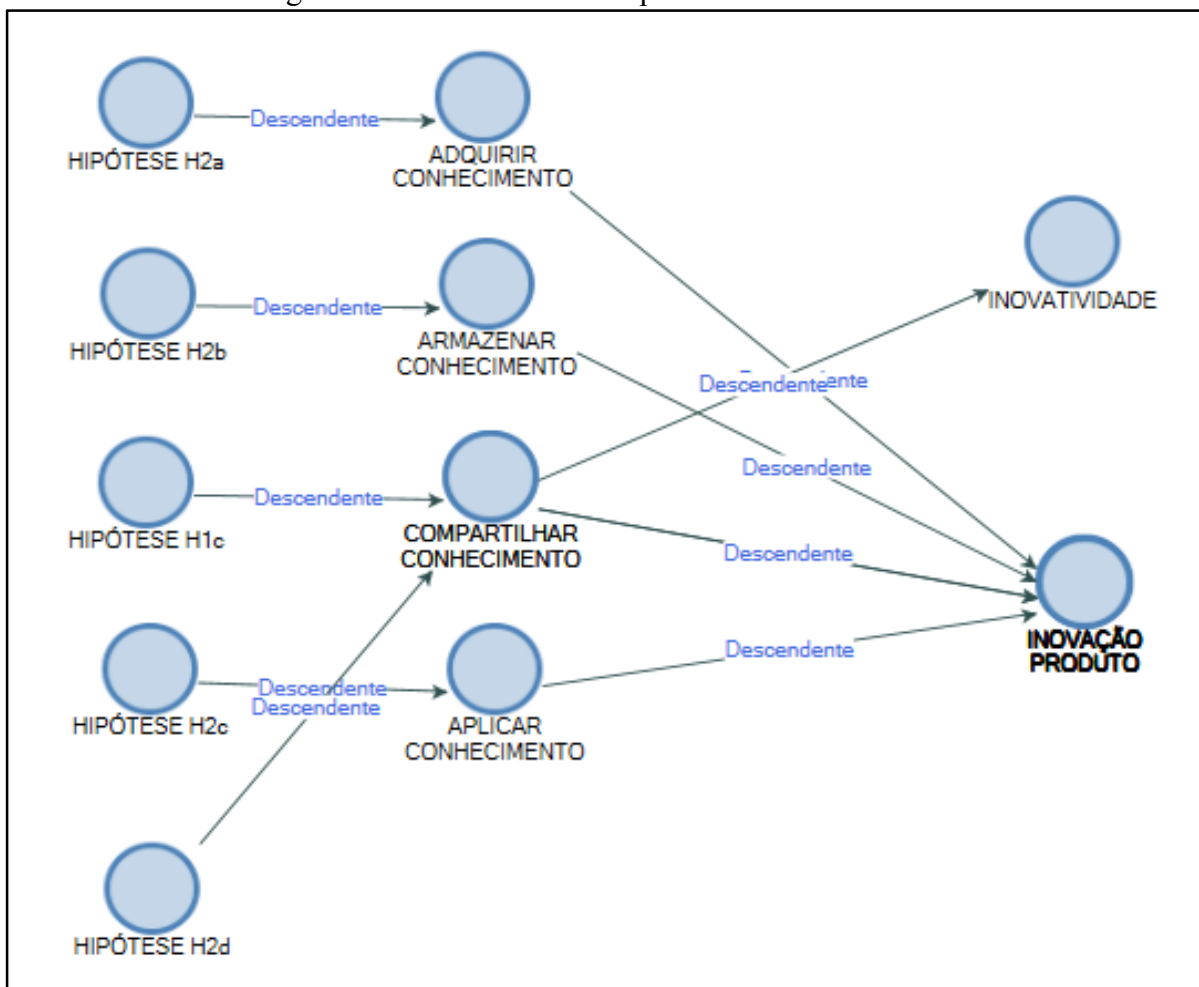 Descendente
HIPÓTESE H2a
ADQUIRIR
CONHECIMENTO
Descendente
HIPÓTESE H2b
ARMAZENAR
CONHECIMENTO
INOVATIVIDADE
Descendente
Descendente
Descendente
HIPÓTESE H1c
COMPARTILHAR
CONHECIMENTO
Descendente
INOVAÇÃO
PRODUTO
Descendente
Descendente
Descendente
HIPÓTESE H2c
APLICAR
CONHECIMENTO
HIPÓTESE H2d